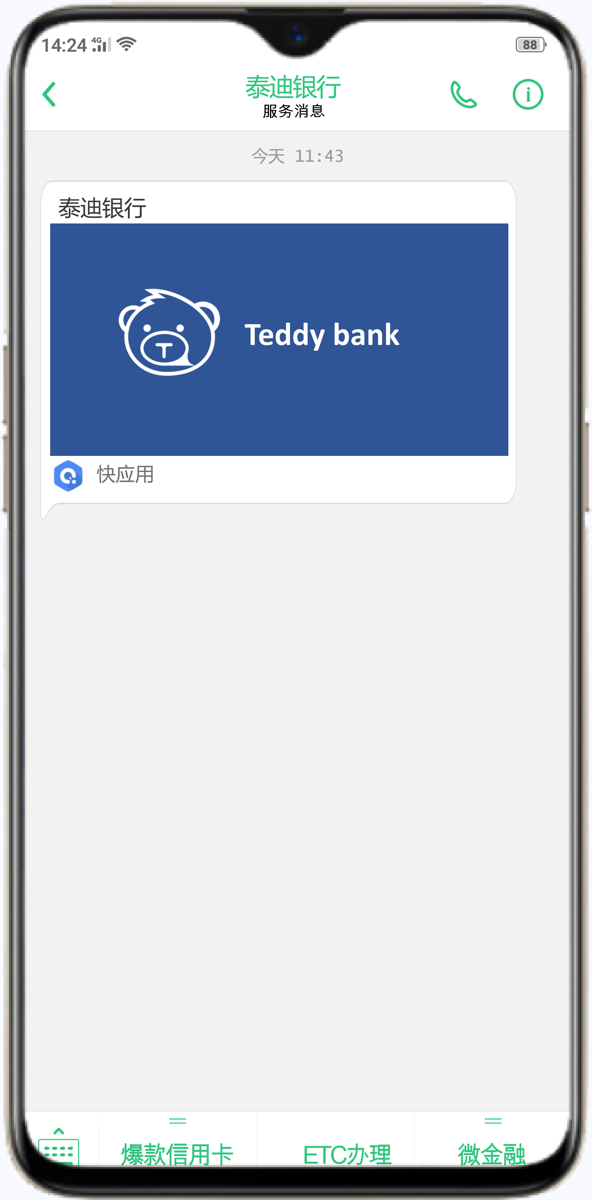 14:24 4G
88
泰迪银行
服务消息
今天 11:43
泰迪银行
T
Teddy bank
快应用
爆款信用卡
ETC办理
微金融